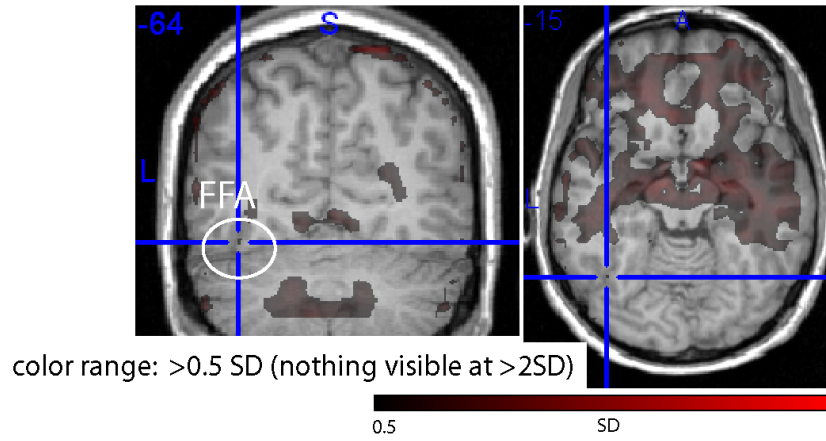 -64
S
L
FFA
-15
A
L
color range: >0.5 SD (nothing visible at >2SD)
0.5
SD